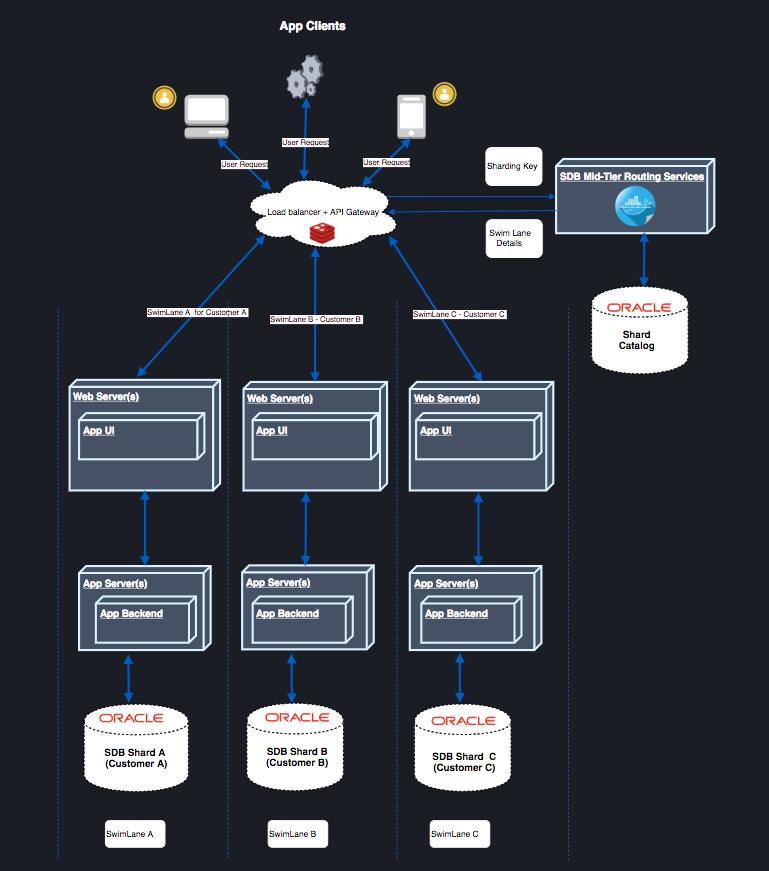 App Clients
User Request
User Request
User Request
Sharding Key
SDB Mid-Tier Routing Services
Load balancer + API Gateway
Swim Lane
Details
ORACLE
Shard
Catalog
SwimLane A for Customer A
SwimLane B - Customer B
SwimLane C - Customer C
Web Server(s)
App UI
Web Server(s)
App UI
Web Server(s)
App UI
App Server(s)
App Backend
App Server(s)
App Backend
App Server(s)
App Backend
ORACLE
SDB Shard A
(Customer A)
ORACLE
SDB Shard B
(Customer B)
ORACLE
SDB Shard C
(Customer C)
SwimLane A
SwimLane B
SwimLane C